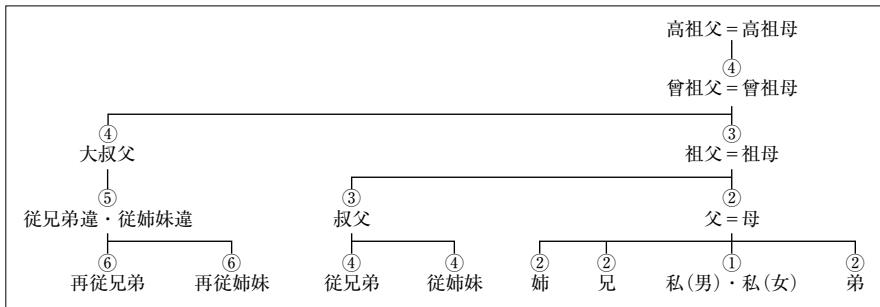 高祖父=高祖母
④
曾祖父=曾祖母
④ ③
大叔父 祖父=祖母
⑤ ③ ②
従兄弟違・従姉妹違 叔父 父=母
⑥ ⑥ ④ ④ ② ② ① ②
再従兄弟 再従姉妹 従兄弟 従姉妹 姉 兄 私(男)・私(女) 弟